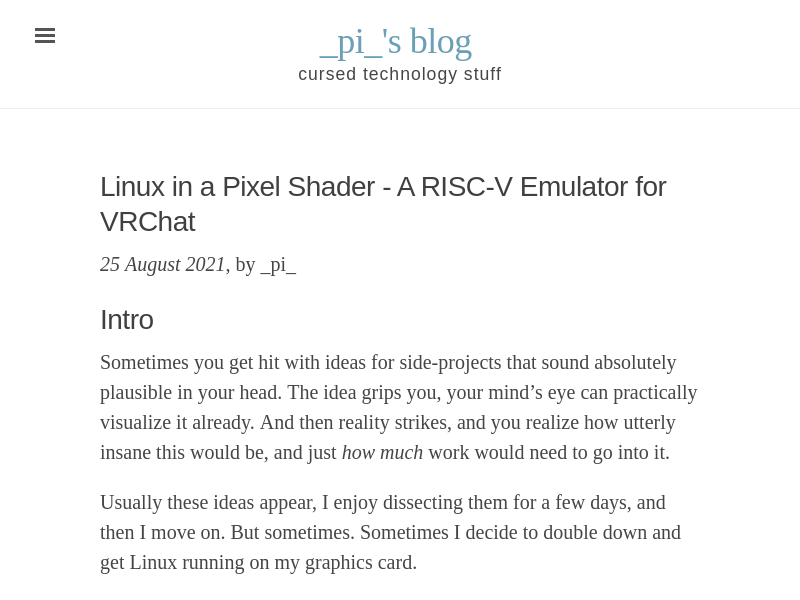 _pi_'s blog
cursed technology stuff
Linux in a Pixel Shader - A RISC-V Emulator for
VRChat
25 August 2021, by _pi_
Intro
Sometimes you get hit with ideas for side-projects that sound absolutely
plausible in your head. The idea grips you, your mind’s eye can practically
visualize it already. And then reality strikes, and you realize how utterly
insane this would be, and just how much work would need to go into it.
Usually these ideas appear, I enjoy dissecting them for a few days, and
then I move on. But sometimes. Sometimes I decide to double down and
get Linux running on my graphics card.